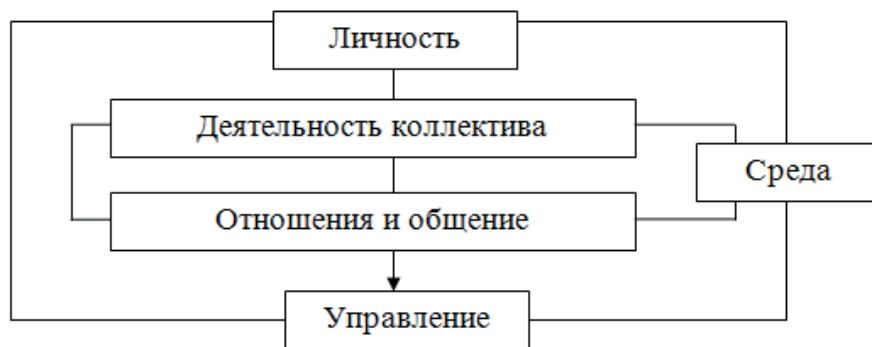 Личность
Деятельность коллектива
Среда
Отношения и общение
Управление